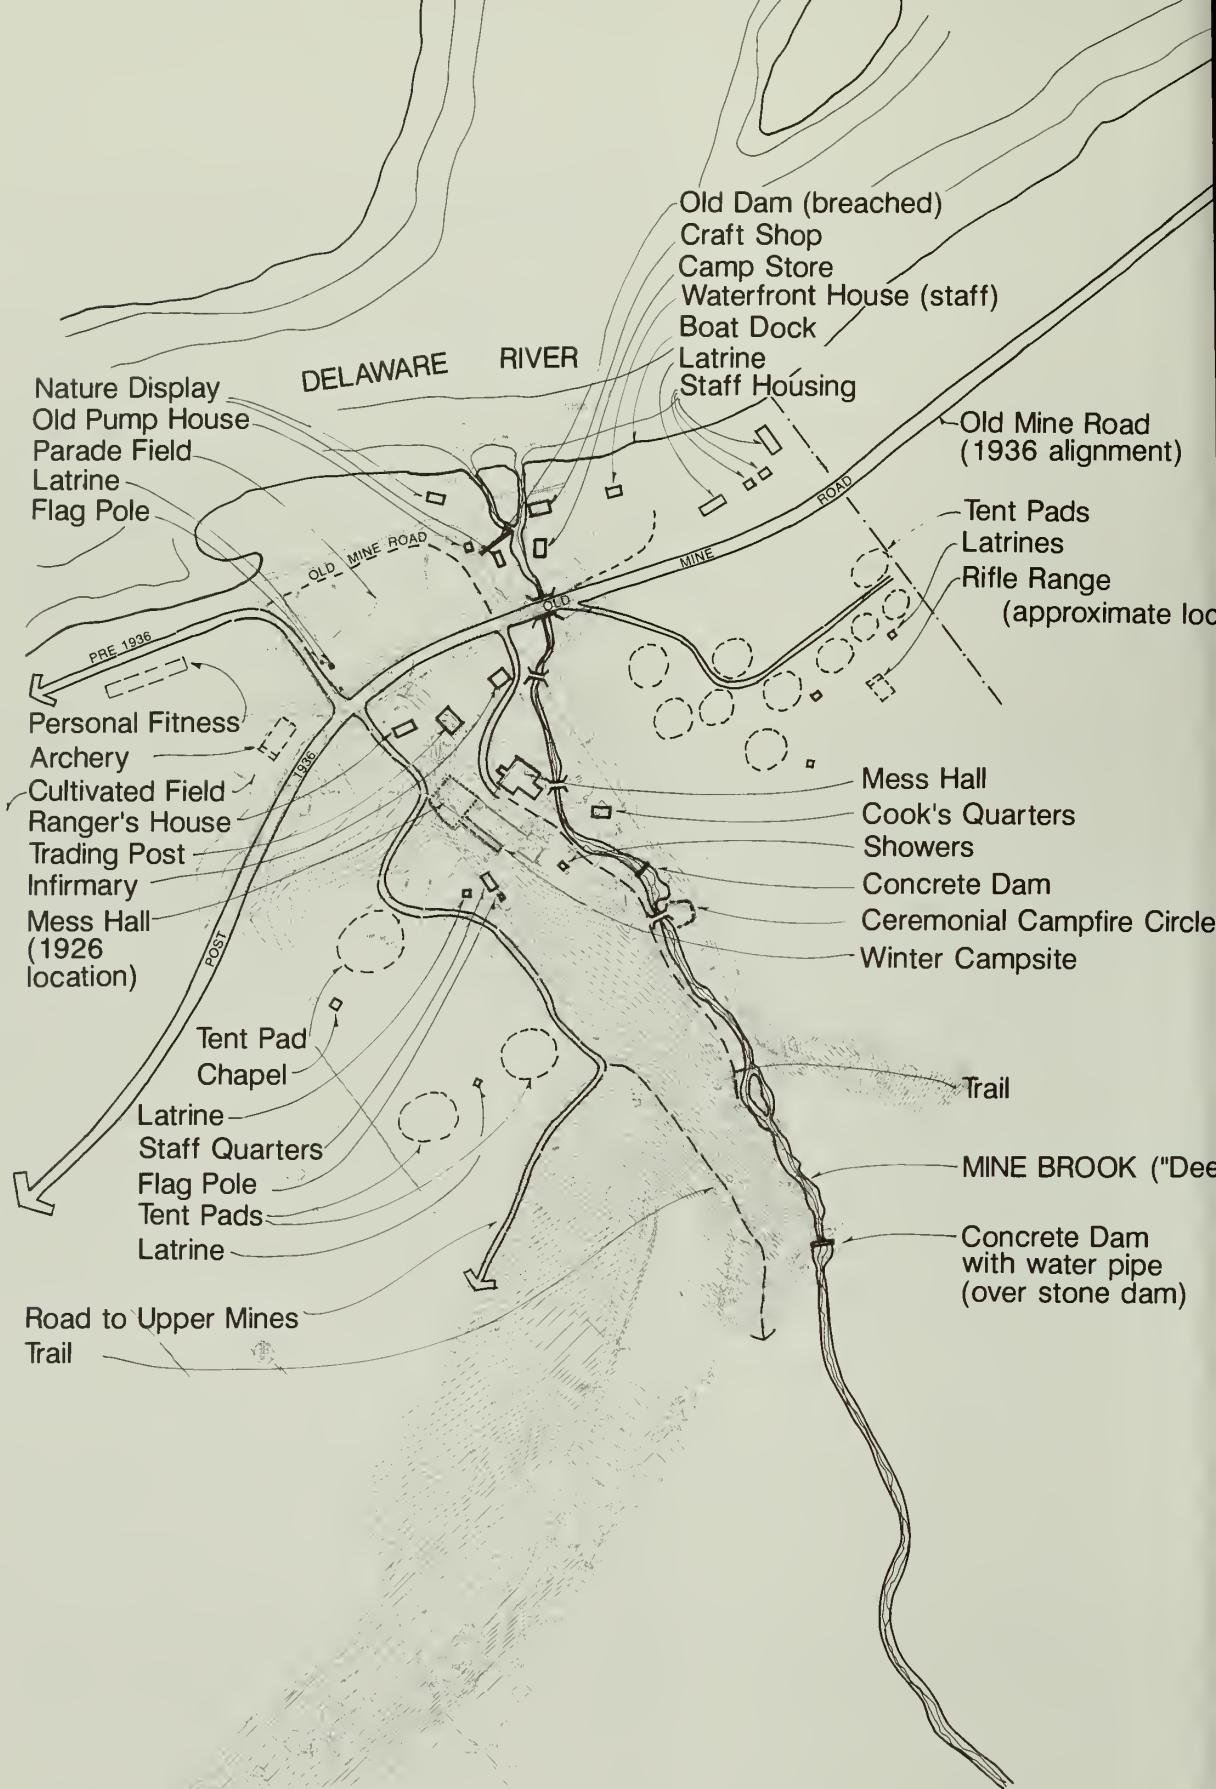 Old Dam (breached)
Craft Shop
Camp Store
Waterfront House (staff)
Boat Dock
Latrine
Staff Housing
DELAWARE RIVER
Nature Display
Old Pump House
Parade Field
Latrine
Flag Pole
Old Mine Road
(1936 alignment)
OLD MINE ROAD
OLD MINE ROAD
Tent Pads
Latrines
Rifle Range
(approximate loc
PRE 1936
Personal Fitness
Archery
Cultivated Field
Ranger's House
Trading Post
Infirmary
Mess Hall
(1926
location)
POST 1936
Mess Hall
Cook's Quarters
Showers
Concrete Dam
Ceremonial Campfire Circle
Winter Campsite
Tent Pad
Chapel
Latrine
Staff Quarters
Flag Pole
Tent Pads
Latrine
Trail
MINE BROOK ("Dee
Concrete Dam
with water pipe
(over stone dam)
Road to Upper Mines
Trail